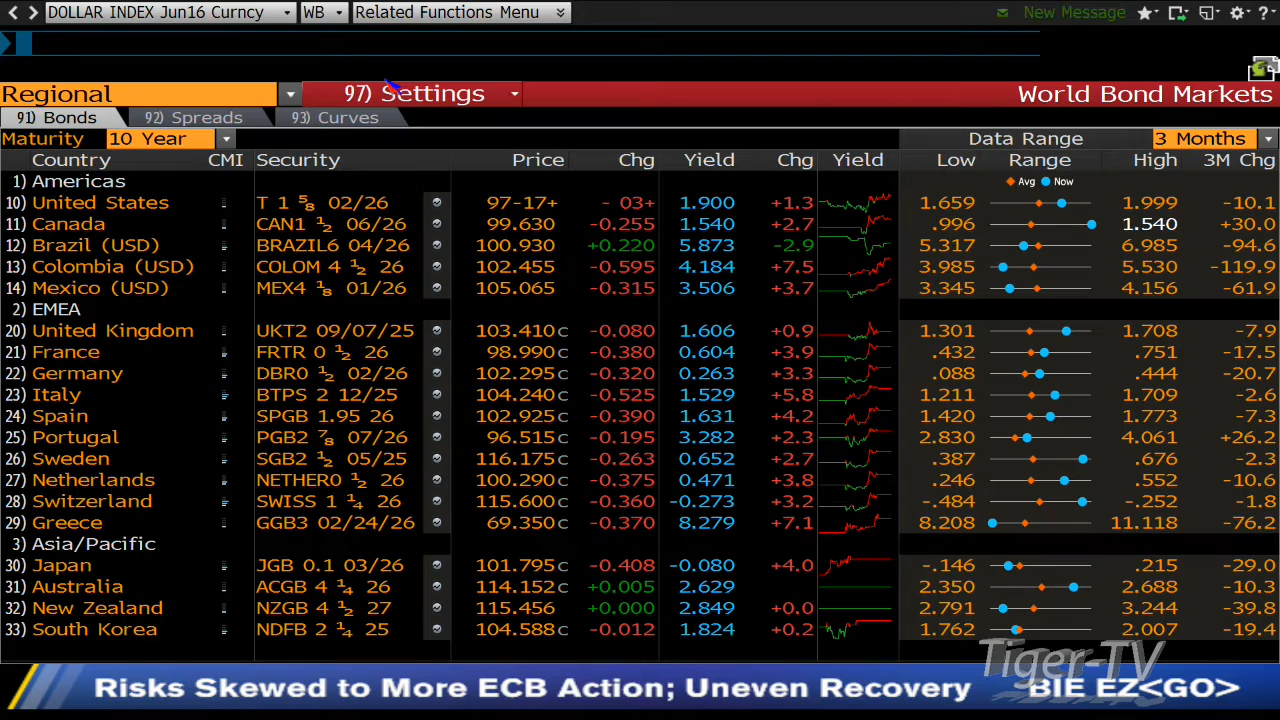 DOLLAR INDEX Jun16 Curncy WB Related Functions Menu New Message ?
Regional 97) Settings World Bond Markets
91) Bonds 92) Spreads 93) Curves
Maturity 10 Year Data Range 3 Months
Country CMI Security Price Chg Yield Chg Yield Low Range High 3M Chg
1) Americas Avg Now
10) United States T 1 ⅝ 02/26 97-17+ - 03+ 1.900 +1.3 1.659 1.999 -10.1
11) Canada CAN1 ½ 06/26 99.630 -0.255 1.540 +2.7 .996 1.540 +30.0
12) Brazil (USD) BRAZIL6 04/26 100.930 +0.220 5.873 -2.9 5.317 6.985 -94.6
13) Colombia (USD) COLOM 4 ½ 26 102.455 -0.595 4.184 +7.5 3.985 5.530 -119.9
14) Mexico (USD) MEX4 ⅛ 01/26 105.065 -0.315 3.506 +3.7 3.345 4.156 -61.9
2) EMEA
20) United Kingdom UKT2 09/07/25 103.410 C -0.080 1.606 +0.9 1.301 1.708 -7.9
21) France FRTR 0 ½ 26 98.990 C -0.380 0.604 +3.9 .432 .751 -17.5
22) Germany DBR0 ½ 02/26 102.295 C -0.320 0.263 +3.3 .088 .444 -20.7
23) Italy BTPS 2 12/25 104.240 C -0.525 1.529 +5.8 1.211 1.709 -2.6
24) Spain SPGB 1.95 26 102.925 C -0.390 1.631 +4.2 1.420 1.773 -7.3
25) Portugal PGB2 ⅞ 07/26 96.515 C -0.195 3.282 +2.3 2.830 4.061 +26.2
26) Sweden SGB2 ½ 05/25 116.175 C -0.263 0.652 +2.7 .387 .676 -2.3
27) Netherlands NETHER0 ½ 26 100.290 C -0.375 0.471 +3.8 .246 .552 -10.6
28) Switzerland SWISS 1 ¼ 26 115.600 C -0.360 -0.273 +3.2 -.484 -.252 -1.8
29) Greece GGB3 02/24/26 69.350 C -0.370 8.279 +7.1 8.208 11.118 -76.2
3) Asia/Pacific
30) Japan JGB 0.1 03/26 101.795 C -0.408 -0.080 +4.0 -.146 .215 -29.0
31) Australia ACGB 4 ¼ 26 114.152 C +0.005 2.629 2.350 2.688 -10.3
32) New Zealand NZGB 4 ½ 27 115.456 +0.000 2.849 +0.0 2.791 3.244 -39.8
33) South Korea NDFB 2 ¼ 25 104.588 C -0.012 1.824 +0.2 1.762 2.007 -19.4
Tiger-TV
Risks Skewed to More ECB Action; Uneven Recovery BIE EZ<GO>